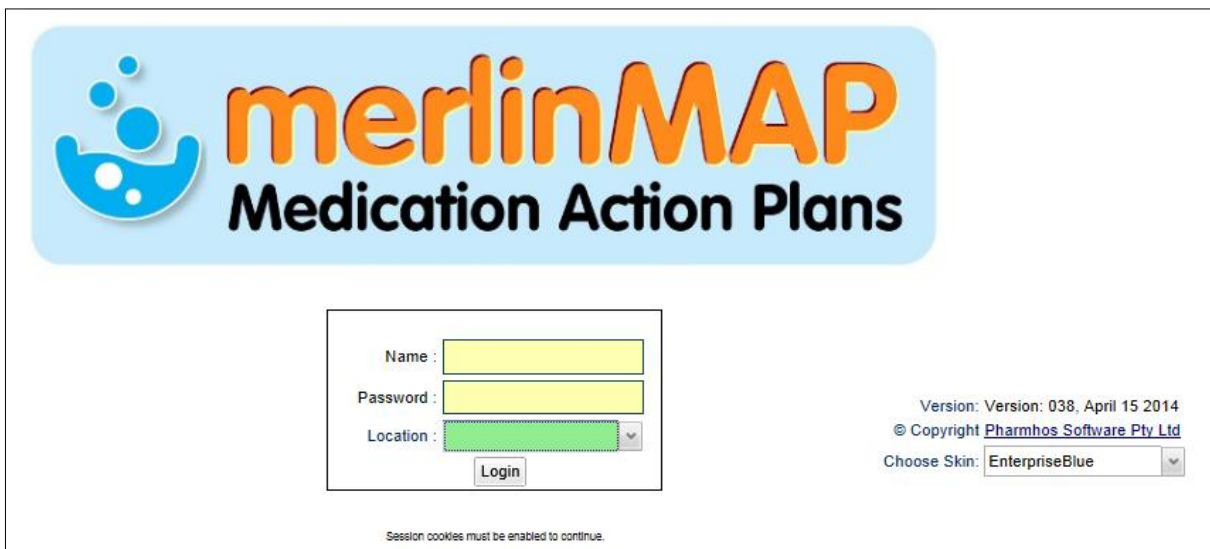 merlinMAP
Medication Action Plans
Name :
Password :
Location :
Login
Version: Version: 038, April 15 2014
© Copyright Pharmhos Software Pty Ltd
Choose Skin: EnterpriseBlue
Session cookies must be enabled to continue.